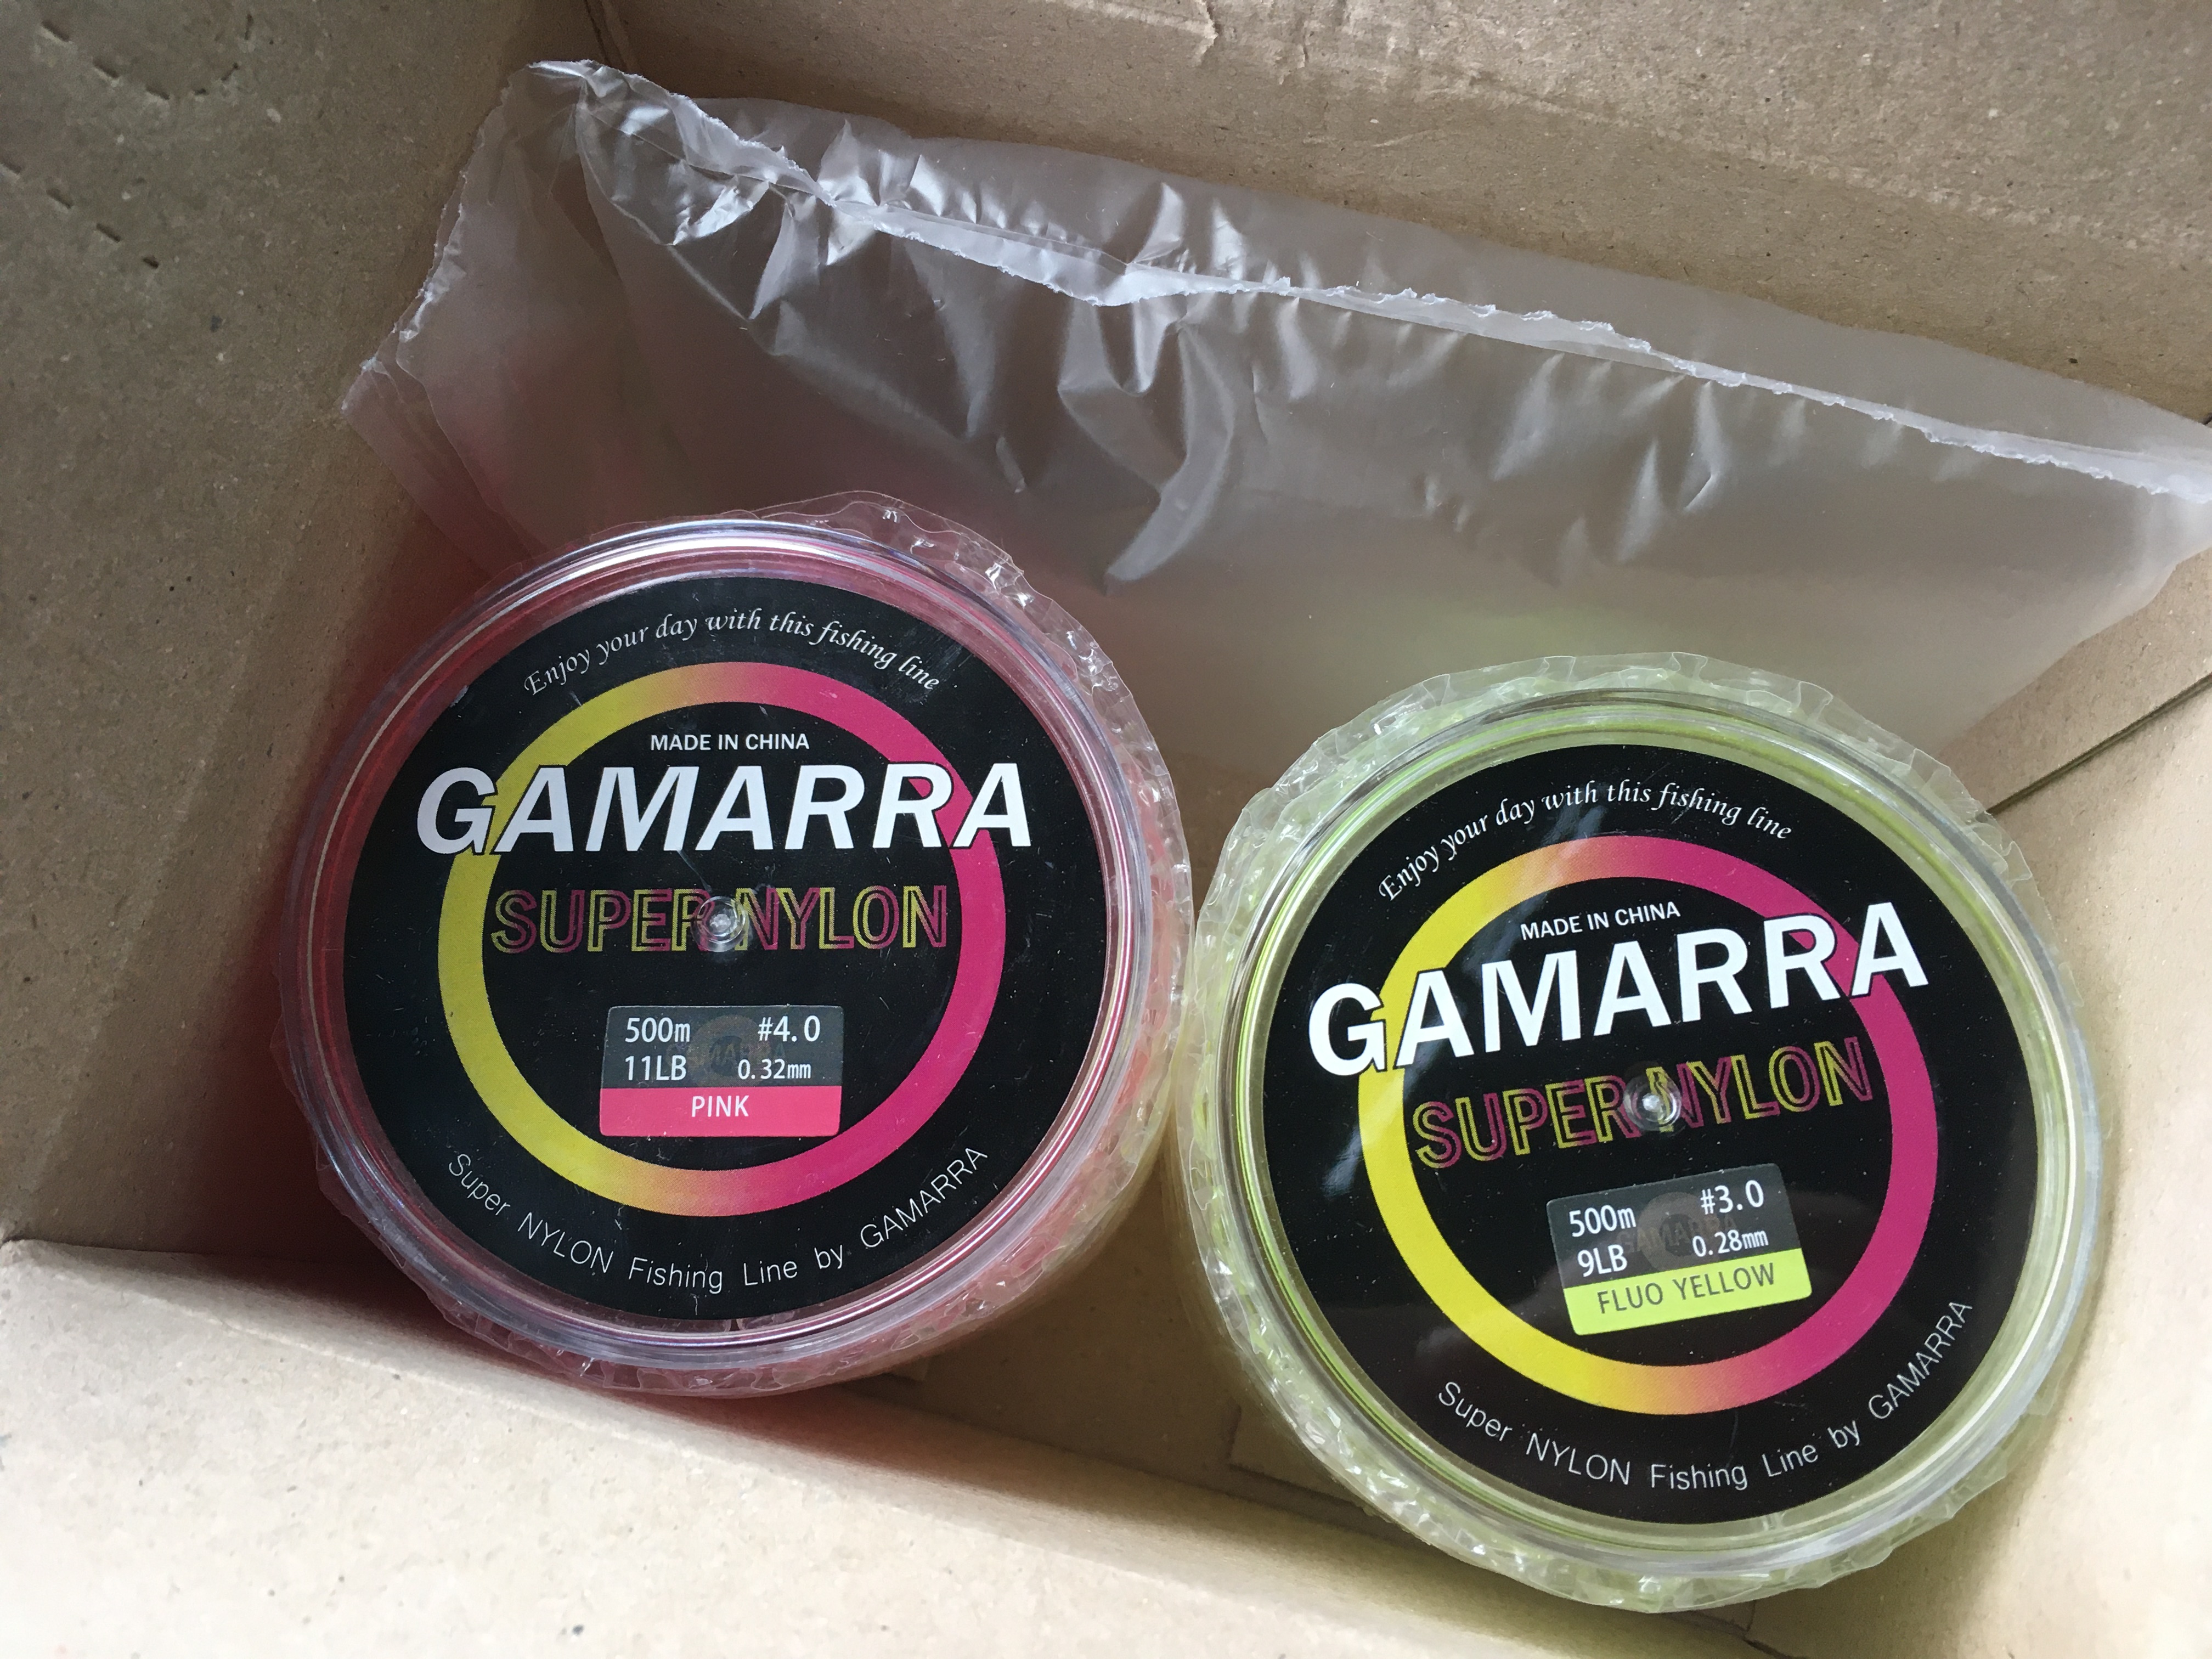 Enjoy your day with this fishing line
MADE IN CHINA
GAMARRA
SUPER NYLON
500m #4.0
11LB 0.32mm
PINK
Super NYLON Fishing Line by GAMARRA
Enjoy your day with this fishing line
MADE IN CHINA
GAMARRA
SUPER NYLON
500m #3.0
9LB 0.28mm
FLUO YELLOW
Super NYLON Fishing Line by GAMARRA